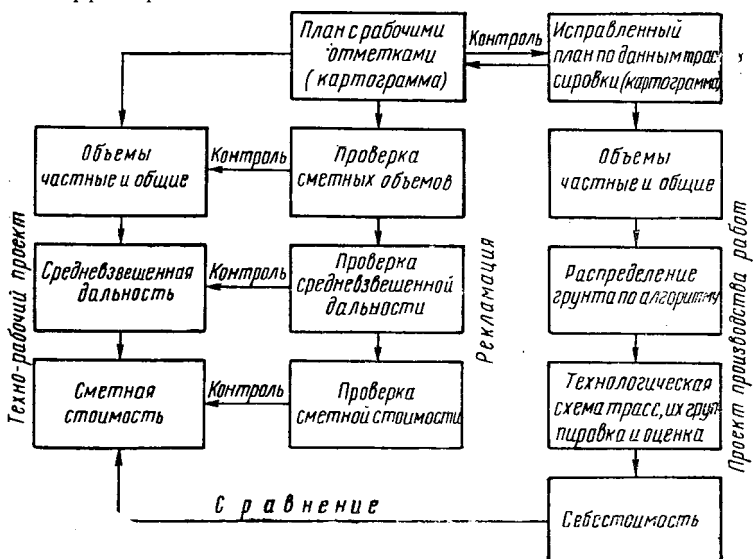 План с рабочими
отметками
(картограмма)
Контроль
Исправленный
план по данным трас
сировки (картограмма)
Объемы
частные и общие
Контроль
Проверка
сметных объемов
Объемы
частные и общие
Средневзвешенная
дальность
Контроль
Проверка
средневзвешенной
дальности
Распределение
грунта по алгоритму
Сметная
стоимость
Контроль
Проверка
сметной стоимости
Технологическая
схема трасс, их груп
пировка и оценка
Сравнение
Себестоимость
Техно-рабочий проект
Рекламация
Проект производства работ